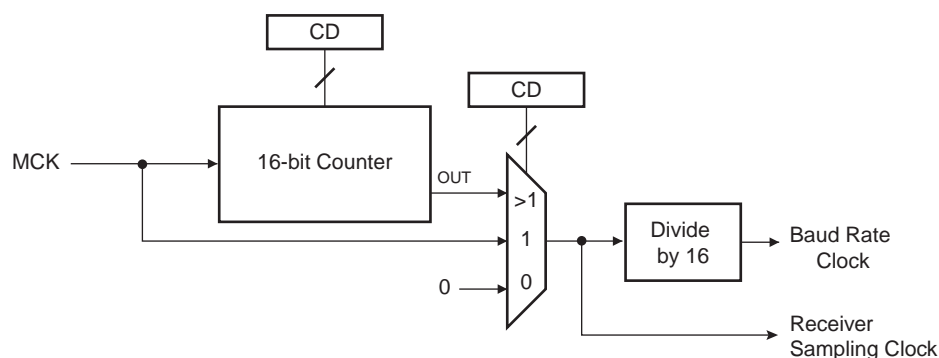 CD
CD
MCK
16-bit Counter
OUT
>1
1
0
0
Divide
by 16
Baud Rate
Clock
Receiver
Sampling Clock